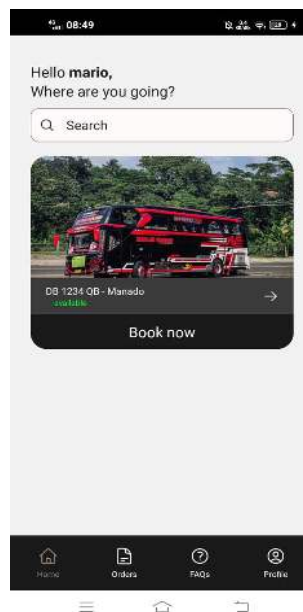 08:49
Hello mario,
Where are you going?
Search
DB 1234 QB - Manado
available
Book now
Home
Orders
FAQs
Profile